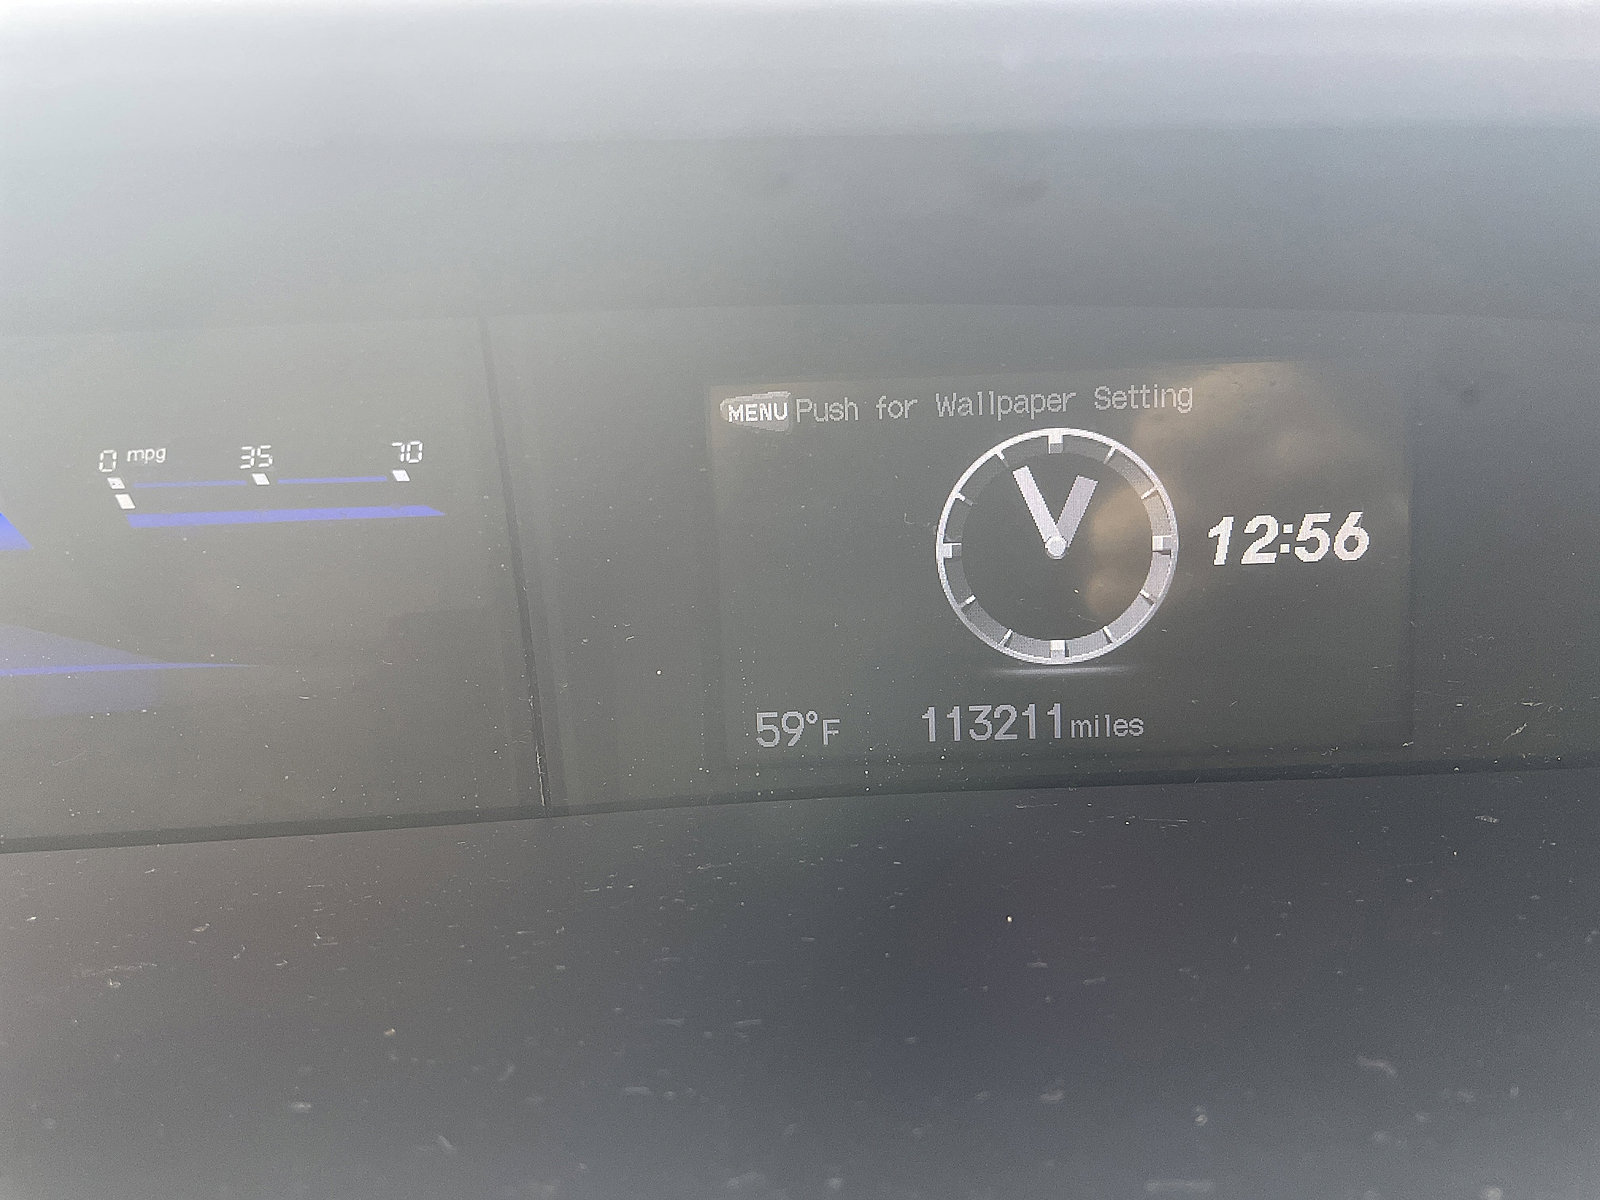 0 mpg 35 70
MENU Push for Wallpaper Setting
12:56
59°F 113211 miles